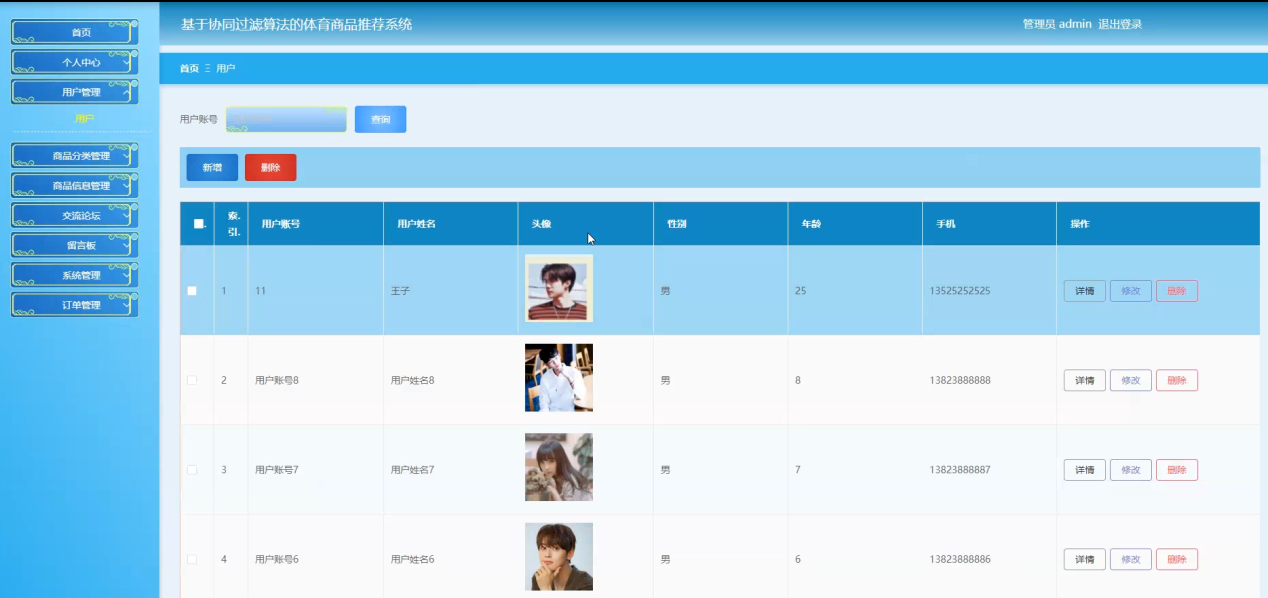 基于协同过滤算法的体育商品推荐系统
管理员 admin 退出登录
首页
个人中心
用户管理
用户
商品分类管理
商品信息管理
交流论坛
留言板
系统管理
订单管理
首页 Ξ 用户
用户账号
查询
新增 删除
索. 用户账号 用户姓名 头像 性别 年龄 手机 操作
引.
1 11 王子 男 25 13525252525 详情 修改 删除
2 用户账号8 用户姓名8 男 8 13823888888 详情 修改 删除
3 用户账号7 用户姓名7 男 7 13823888887 详情 修改 删除
4 用户账号6 用户姓名6 男 6 13823888886 详情 修改 删除